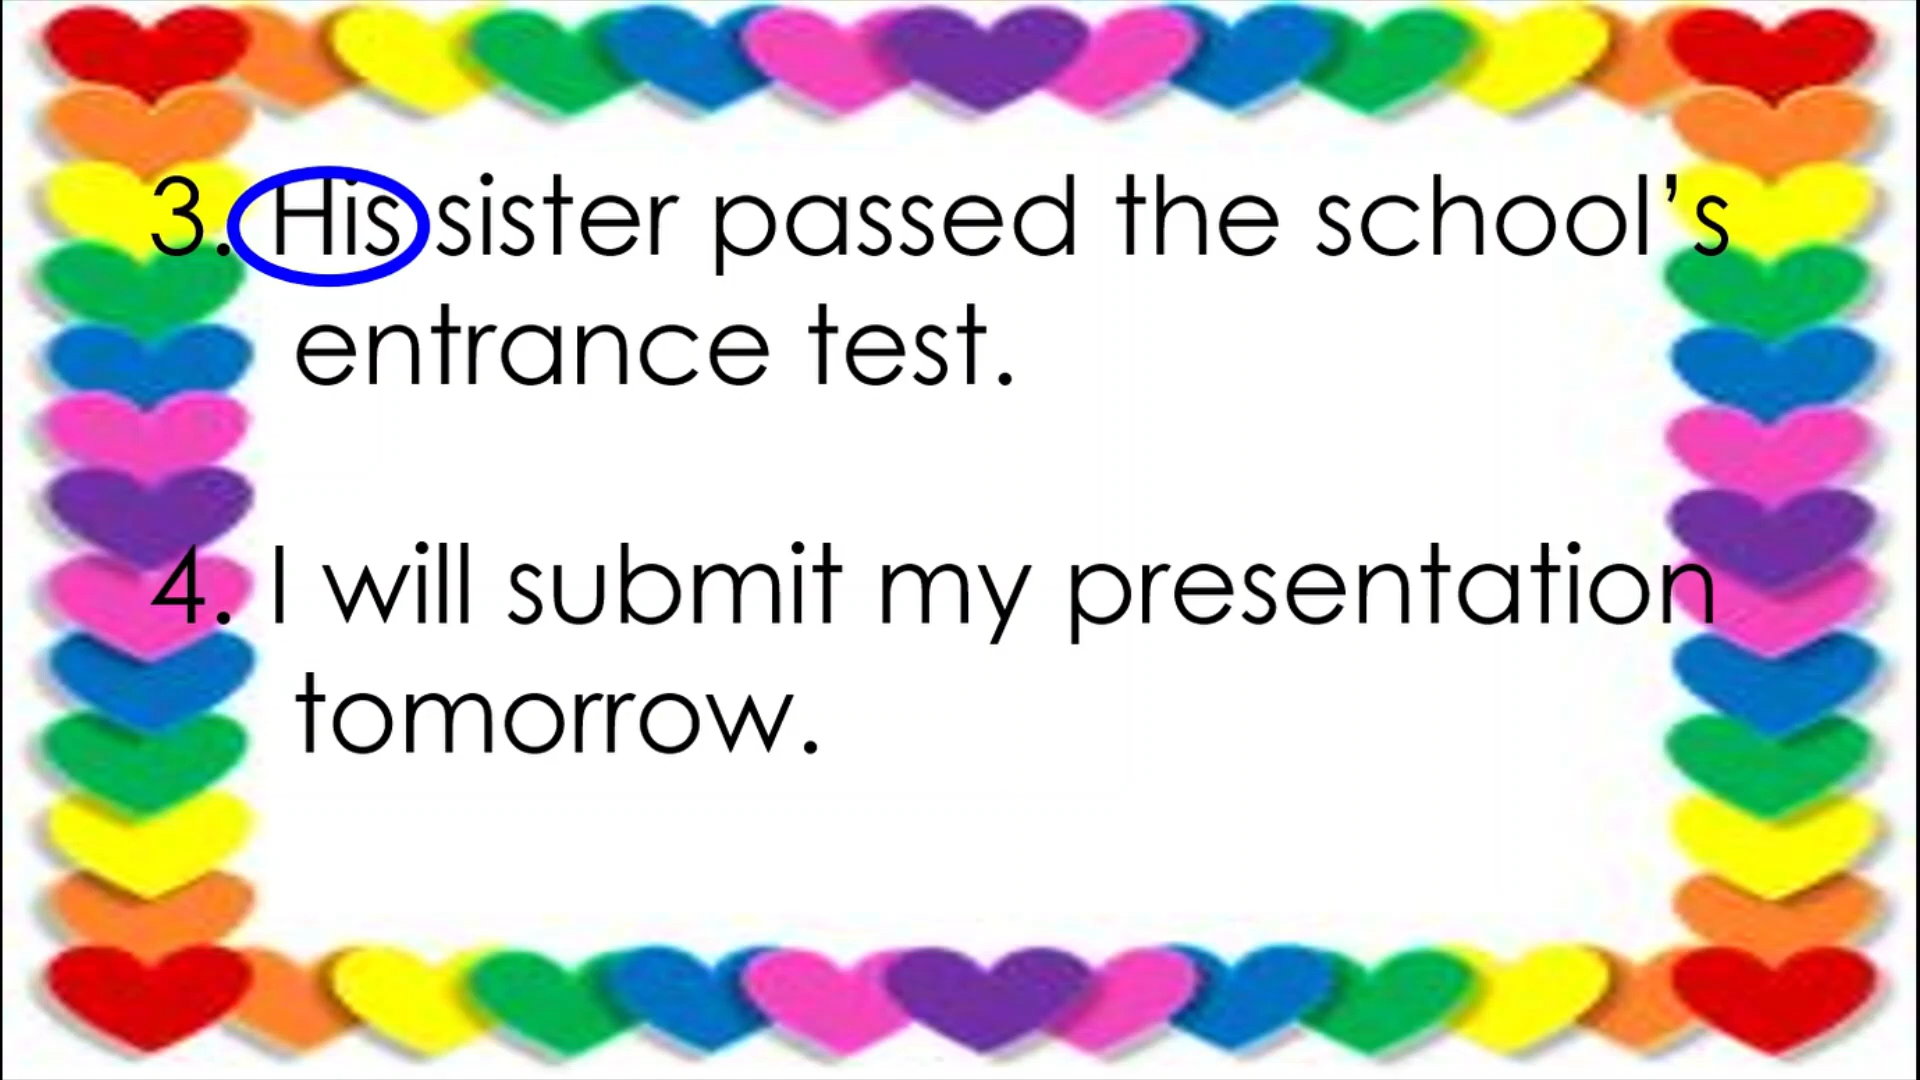 3. His sister passed the school’s
entrance test.
4. I will submit my presentation
tomorrow.